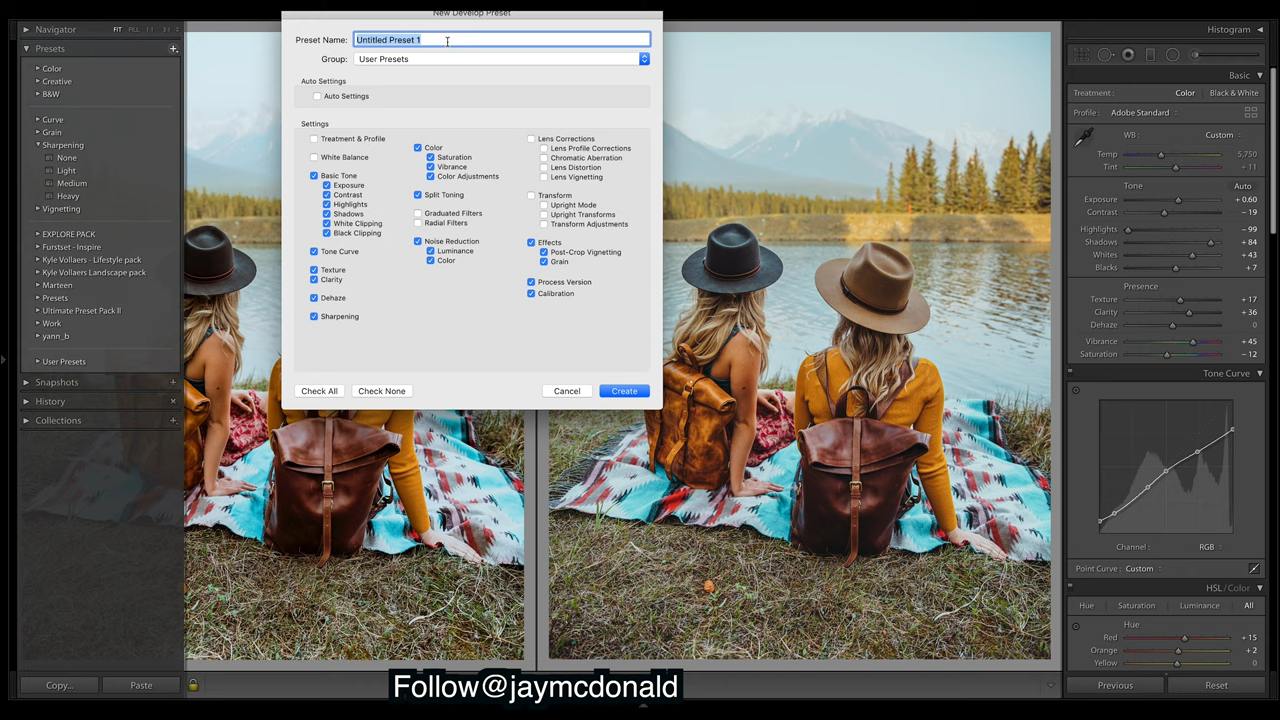 New Develop Preset
Navigator
FIT FILL 1:1 3:1
Histogram
Preset Name: Untitled Preset 1
Group: User Presets
Presets
Color
Creative
B&W
Curve
Grain
Sharpening
None
Light
Medium
Heavy
Vignetting
EXPLORE PACK
Furstset - Inspire
Kyle Vollaers - Lifestyle pack
Kyle Vollaers Landscape pack
Marteen
Presets
Ultimate Preset Pack II
Work
yann_b
User Presets
Snapshots
History
Collections
Copy...
Paste
Auto Settings
Auto Settings
Settings
Treatment & Profile
White Balance
Basic Tone
Exposure
Contrast
Highlights
Shadows
White Clipping
Black Clipping
Tone Curve
Texture
Clarity
Dehaze
Sharpening
Color
Saturation
Vibrance
Color Adjustments
Split Toning
Graduated Filters
Radial Filters
Noise Reduction
Luminance
Color
Lens Corrections
Lens Profile Corrections
Chromatic Aberration
Lens Distortion
Lens Vignetting
Transform
Upright Mode
Upright Transforms
Transform Adjustments
Effects
Post-Crop Vignetting
Grain
Process Version
Calibration
Check All
Check None
Cancel
Create
Basic
Treatment: Color Black & White
Profile: Adobe Standard
WB: Custom
Temp 5,750
Tint + 11
Tone Auto
Exposure + 0.60
Contrast − 19
Highlights − 99
Shadows + 84
Whites + 43
Blacks + 7
Presence
Texture + 17
Clarity + 36
Dehaze 0
Vibrance + 45
Saturation − 12
Tone Curve
Channel: RGB
Point Curve: Custom
HSL / Color
Hue Saturation Luminance All
Hue
Red + 15
Orange + 2
Yellow 0
Previous
Reset
Follow@jaymcdonald